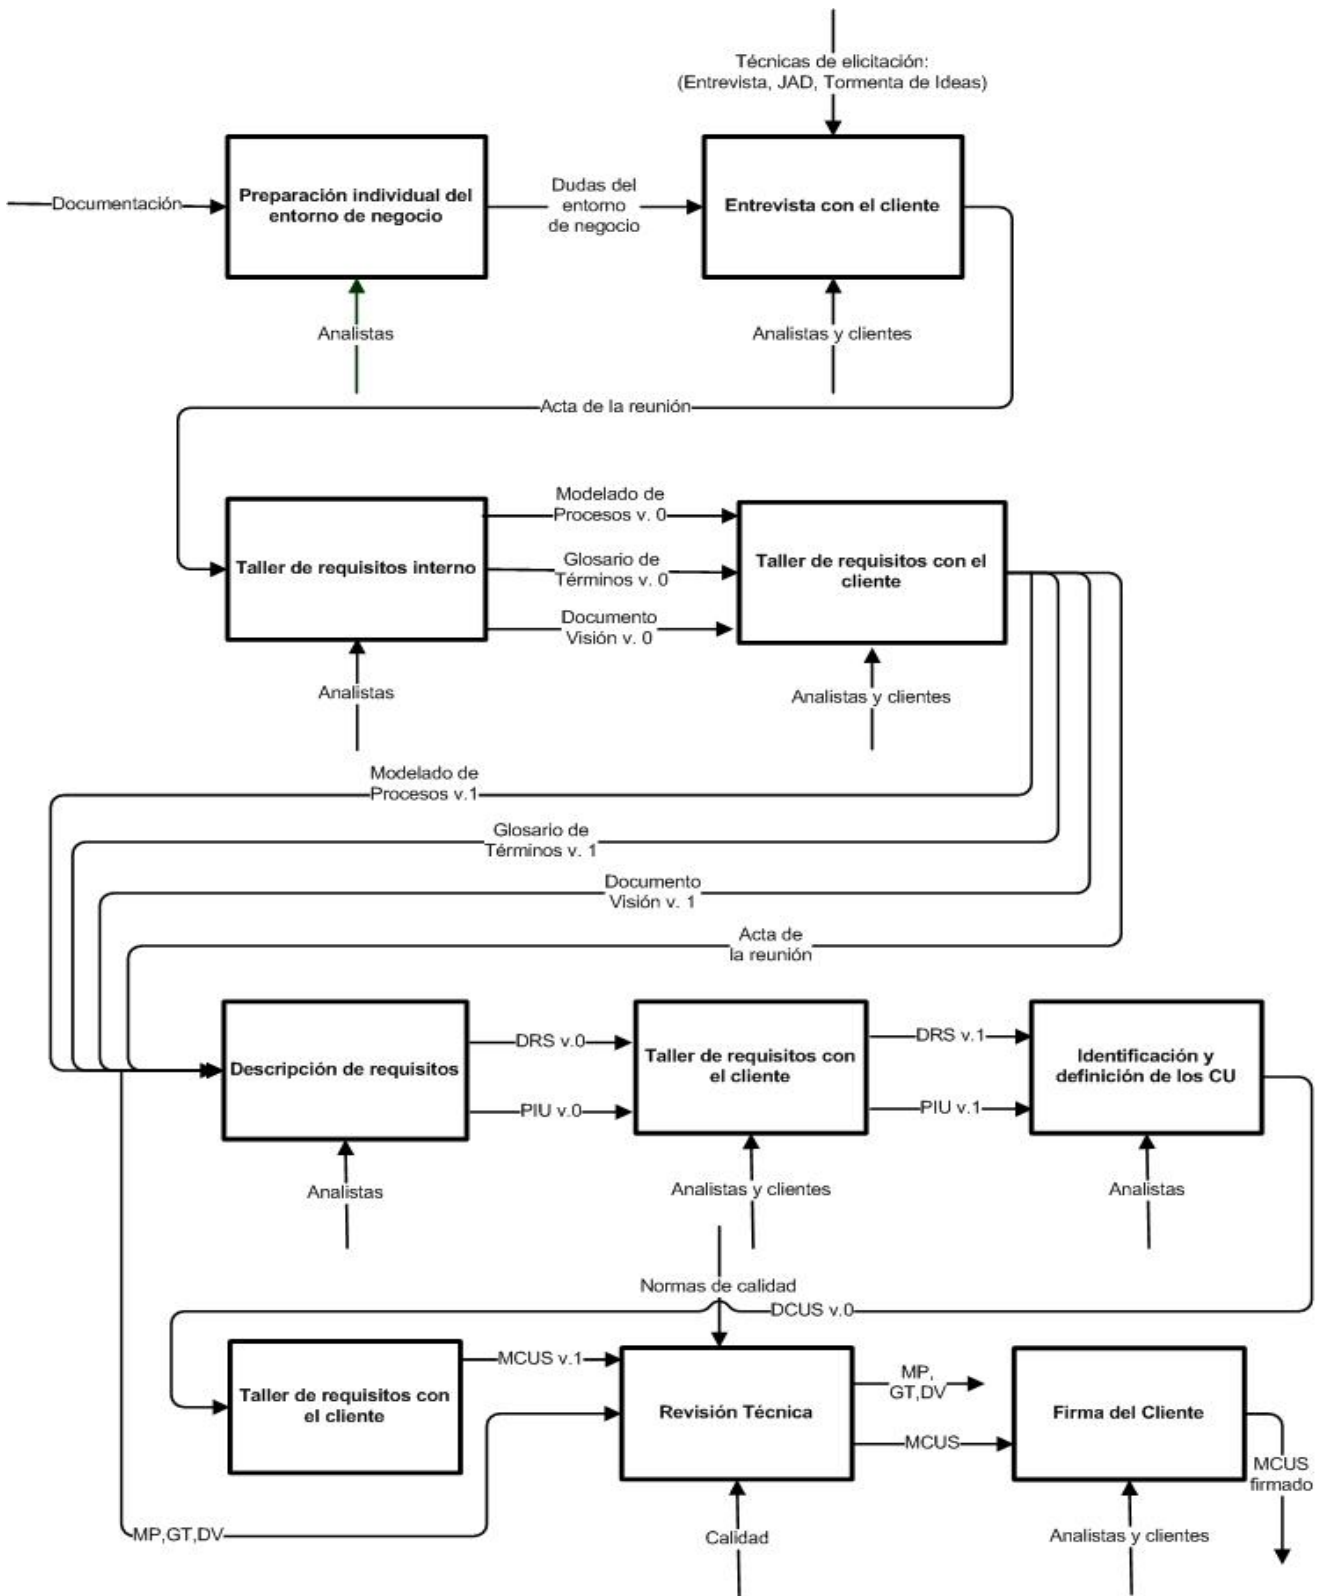 Técnicas de elicitación:
(Entrevista, JAD, Tormenta de Ideas)
Documentación
Preparación individual del
entorno de negocio
Dudas del
entorno
de negocio
Entrevista con el cliente
Analistas
Analistas y clientes
Acta de la reunión
Taller de requisitos interno
Modelado de
Procesos v. 0
Glosario de
Términos v. 0
Documento
Visión v. 0
Taller de requisitos con el
cliente
Analistas
Analistas y clientes
Modelado de
Procesos v.1
Glosario de
Términos v. 1
Documento
Visión v. 1
Acta de
la reunión
Descripción de requisitos
DRS v.0
PIU v.0
Taller de requisitos con
el cliente
DRS v.1
PIU v.1
Identificación y
definición de los CU
Analistas
Analistas y clientes
Analistas
Normas de calidad
DCUS v.0
Taller de requisitos con
el cliente
MCUS v.1
Revisión Técnica
MP,
GT,DV
MCUS
Firma del Cliente
MCUS
firmado
MP,GT,DV
Calidad
Analistas y clientes